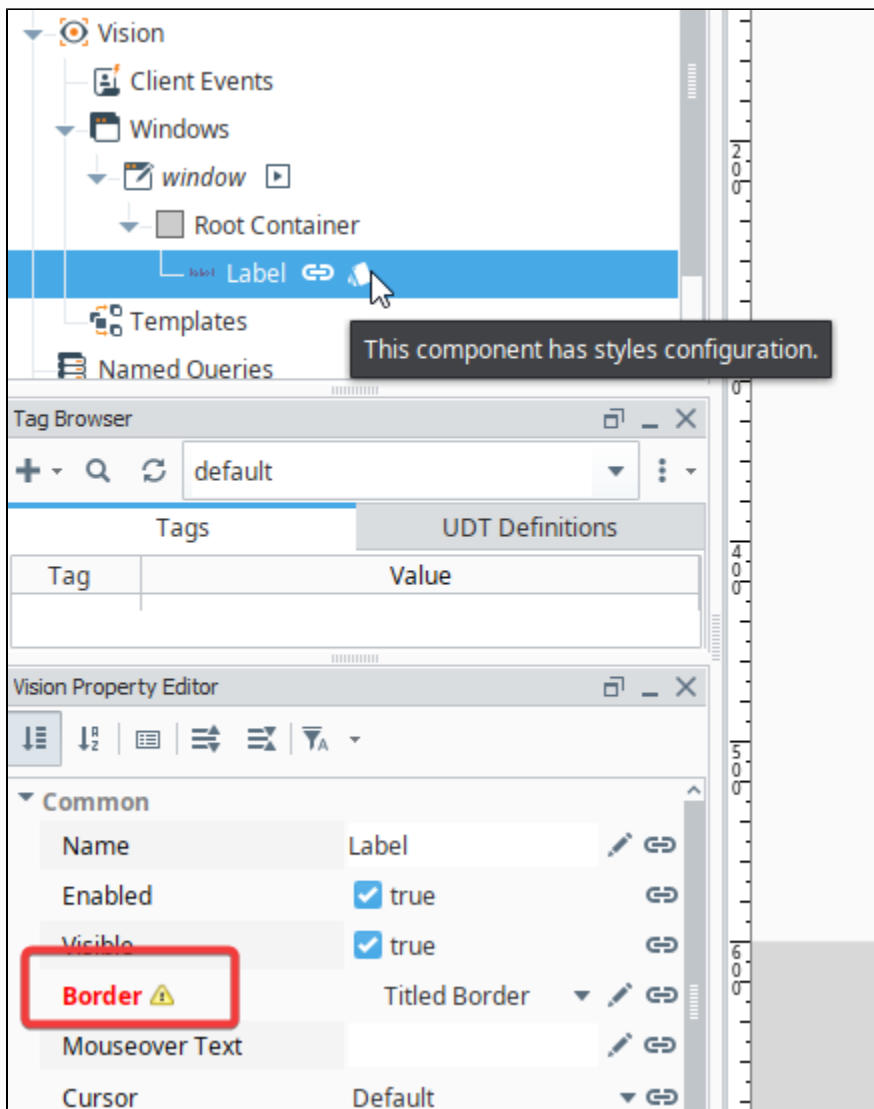 Vision
Client Events
Windows
window
Root Container
label Label
Templates
This component has styles configuration.
Named Queries
Tag Browser
default
Tags UDT Definitions
Tag Value
Vision Property Editor
Common
Name Label
Enabled true
Visible true
Border Titled Border
Mouseover Text
Cursor Default
200
0
400
500
600